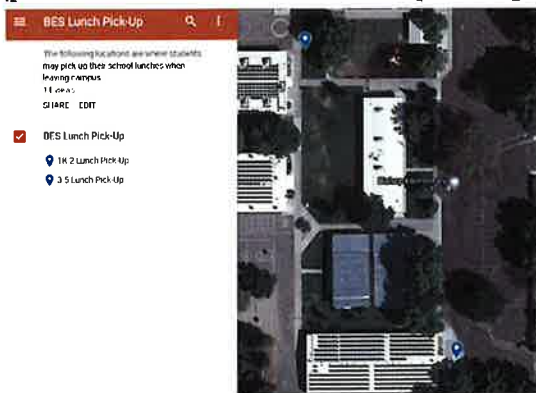 BES Lunch Pick-Up
The following locations are where students
may pick up their school lunches when
leaving campus
SHARE EDIT
BES Lunch Pick-Up
1K 2 Lunch Pick-Up
3 5 Lunch Pick-Up